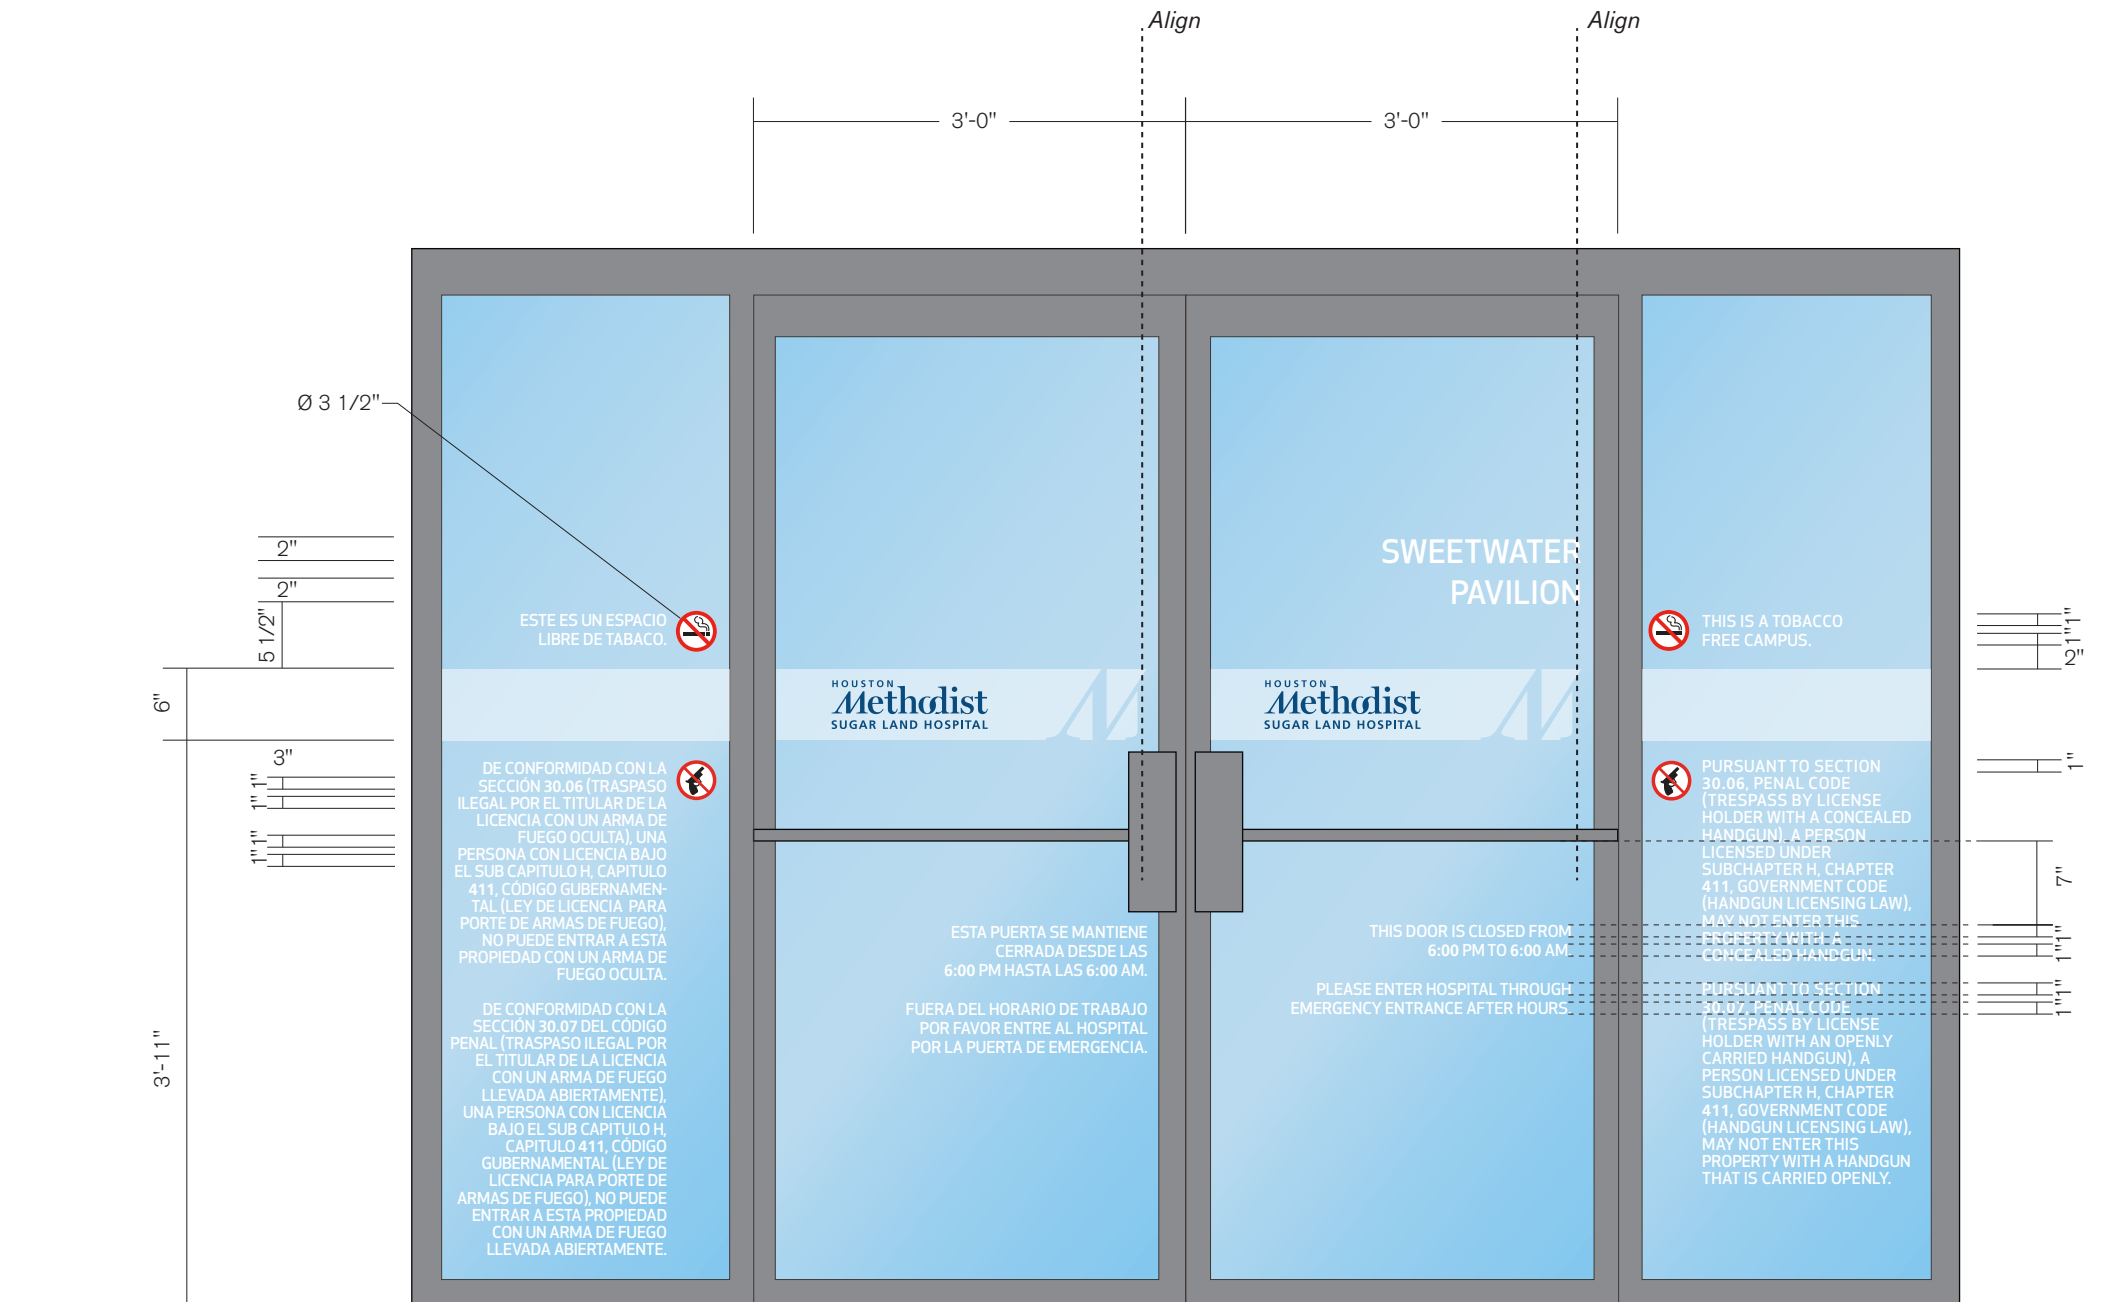 Align
Align
3'-0"
3'-0"
Ø 3 1/2"
2"
2"
5 1/2"
6"
3"
1"
1"
1"
1"
3'-11"
ESTE ES UN ESPACIO
LIBRE DE TABACO.
DE CONFORMIDAD CON LA
SECCIÓN 30.06 (TRASPASO
ILEGAL POR EL TITULAR DE LA
LICENCIA CON UN ARMA DE
FUEGO OCULTA), UNA
PERSONA CON LICENCIA BAJO
EL SUB CAPITULO H, CAPITULO
411, CÓDIGO GUBERNAMEN-
TAL (LEY DE LICENCIA PARA
PORTE DE ARMAS DE FUEGO),
NO PUEDE ENTRAR A ESTA
PROPIEDAD CON UN ARMA DE
FUEGO OCULTA.
DE CONFORMIDAD CON LA
SECCIÓN 30.07 DEL CÓDIGO
PENAL (TRASPASO ILEGAL POR
EL TITULAR DE LA LICENCIA
CON UN ARMA DE FUEGO
LLEVADA ABIERTAMENTE),
UNA PERSONA CON LICENCIA
BAJO EL SUB CAPITULO H,
CAPITULO 411, CÓDIGO
GUBERNAMENTAL (LEY DE
LICENCIA PARA PORTE DE
ARMAS DE FUEGO), NO PUEDE
ENTRAR A ESTA PROPIEDAD
CON UN ARMA DE FUEGO
LLEVADA ABIERTAMENTE.
HOUSTON
Methodist
SUGAR LAND HOSPITAL
M
ESTA PUERTA SE MANTIENE
CERRADA DESDE LAS
6:00 PM HASTA LAS 6:00 AM.
FUERA DEL HORARIO DE TRABAJO
POR FAVOR ENTRE AL HOSPITAL
POR LA PUERTA DE EMERGENCIA.
SWEETWATER
PAVILION
HOUSTON
Methodist
SUGAR LAND HOSPITAL
M
THIS DOOR IS CLOSED FROM
6:00 PM TO 6:00 AM.
PLEASE ENTER HOSPITAL THROUGH
EMERGENCY ENTRANCE AFTER HOURS.
THIS IS A TOBACCO
FREE CAMPUS.
PURSUANT TO SECTION
30.06, PENAL CODE
(TRESPASS BY LICENSE
HOLDER WITH A CONCEALED
HANDGUN), A PERSON
LICENSED UNDER
SUBCHAPTER H, CHAPTER
411, GOVERNMENT CODE
(HANDGUN LICENSING LAW),
MAY NOT ENTER THIS
PROPERTY WITH A
CONCEALED HANDGUN.
PURSUANT TO SECTION
30.07, PENAL CODE
(TRESPASS BY LICENSE
HOLDER WITH AN OPENLY
CARRIED HANDGUN), A
PERSON LICENSED UNDER
SUBCHAPTER H, CHAPTER
411, GOVERNMENT CODE
(HANDGUN LICENSING LAW),
MAY NOT ENTER THIS
PROPERTY WITH A HANDGUN
THAT IS CARRIED OPENLY.
1"
1"
2"
1"
7"
1"
1"
1"
1"